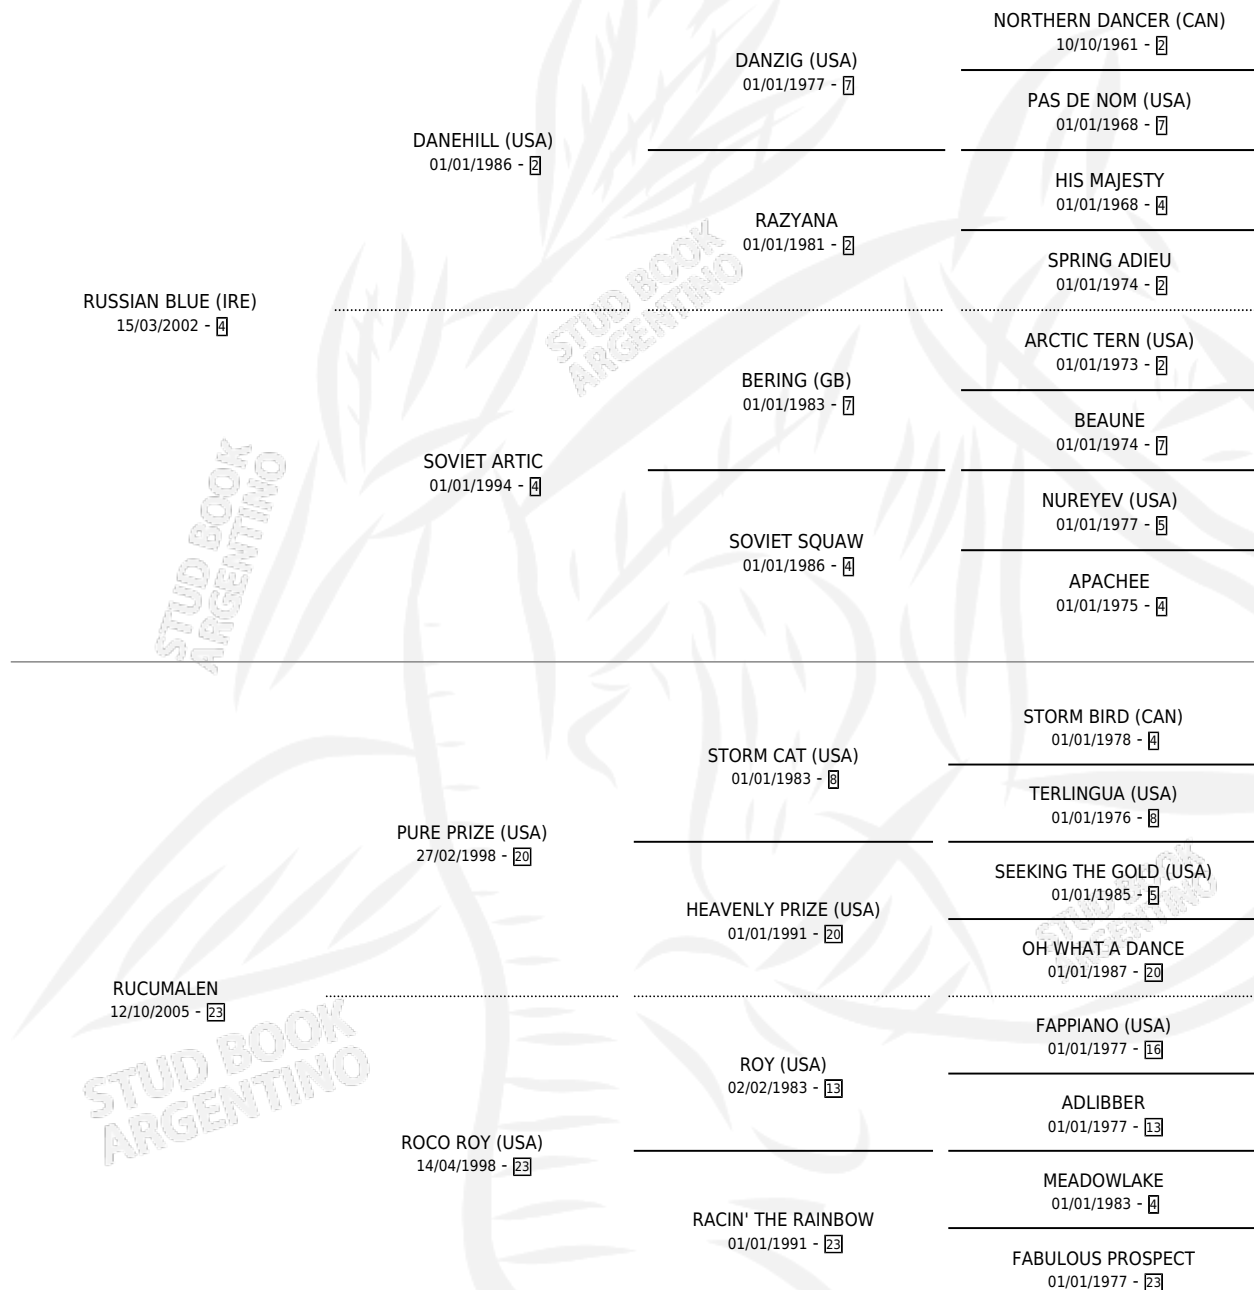 NORTHERN DANCER (CAN)
10/10/1961 - 2
DANZIG (USA)
01/01/1977 - 7
PAS DE NOM (USA)
01/01/1968 - 7
DANEHILL (USA)
01/01/1986 - 2
HIS MAJESTY
01/01/1968 - 4
RAZYANA
01/01/1981 - 2
SPRING ADIEU
01/01/1974 - 2
RUSSIAN BLUE (IRE)
15/03/2002 - 4
STUD BOOK
ARGENTINO
ARCTIC TERN (USA)
01/01/1973 - 2
BERING (GB)
01/01/1983 - 7
BEAUNE
01/01/1974 - 7
SOVIET ARTIC
01/01/1994 - 4
NUREYEV (USA)
01/01/1977 - 5
SOVIET SQUAW
01/01/1986 - 4
APACHEE
01/01/1975 - 4
STUD BOOK
ARGENTINO
STORM BIRD (CAN)
01/01/1978 - 4
STORM CAT (USA)
01/01/1983 - 8
TERLINGUA (USA)
01/01/1976 - 8
PURE PRIZE (USA)
27/02/1998 - 20
SEEKING THE GOLD (USA)
01/01/1985 - 5
HEAVENLY PRIZE (USA)
01/01/1991 - 20
STUD BOOK
ARGENTINO
OH WHAT A DANCE
01/01/1987 - 20
RUCUMALEN
12/10/2005 - 23
FAPPIANO (USA)
01/01/1977 - 16
ROY (USA)
02/02/1983 - 13
STUD BOOK
ARGENTINO
ADLIBBER
01/01/1977 - 13
ROCO ROY (USA)
14/04/1998 - 23
MEADOWLAKE
01/01/1983 - 4
RACIN' THE RAINBOW
01/01/1991 - 23
FABULOUS PROSPECT
01/01/1977 - 23